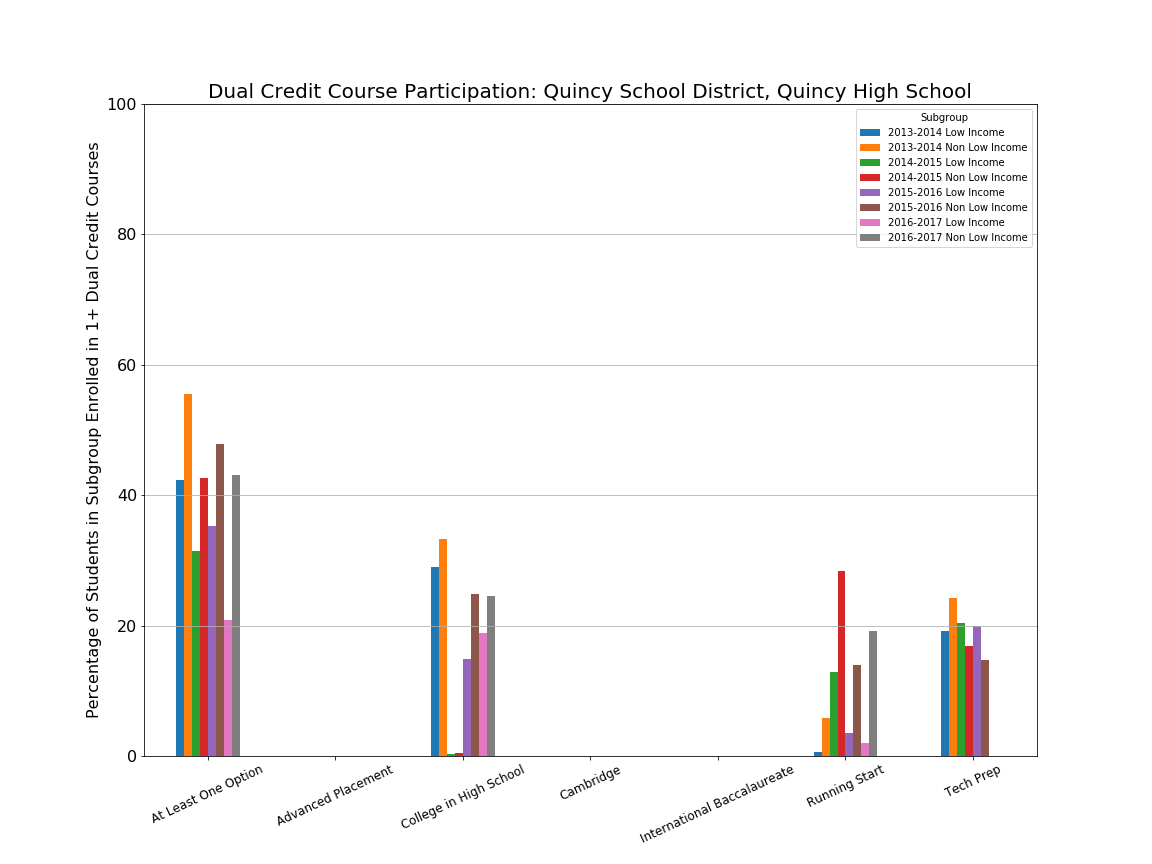 Dual Credit Course Participation: Quincy School District, Quincy High School
Percentage of Students in Subgroup Enrolled in 1+ Dual Credit Courses
100
80
60
40
20
0
Subgroup
2013-2014 Low Income
2013-2014 Non Low Income
2014-2015 Low Income
2014-2015 Non Low Income
2015-2016 Low Income
2015-2016 Non Low Income
2016-2017 Low Income
2016-2017 Non Low Income
At Least One Option
Advanced Placement
College in High School
Cambridge
International Baccalaureate
Running Start
Tech Prep